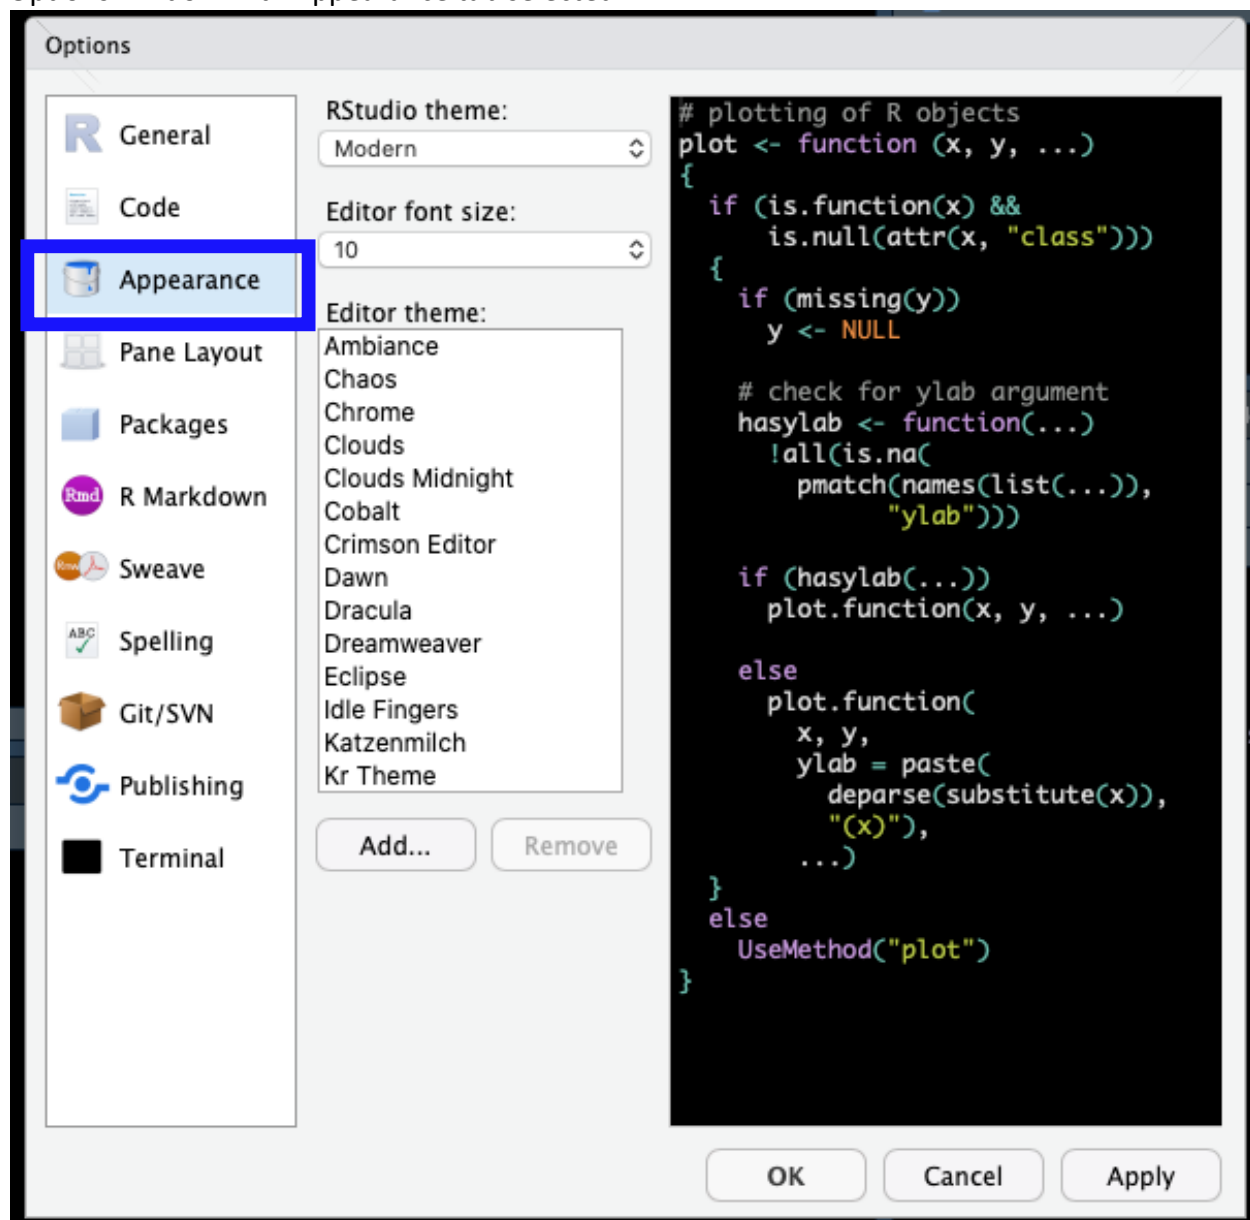 Options
General
Code
Appearance
Pane Layout
Packages
Rmd R Markdown
Sweave
ABC Spelling
Git/SVN
Publishing
Terminal
RStudio theme:
Modern
Editor font size:
10
Editor theme:
Ambiance
Chaos
Chrome
Clouds
Clouds Midnight
Cobalt
Crimson Editor
Dawn
Dracula
Dreamweaver
Eclipse
Idle Fingers
Katzenmilch
Kr Theme
Add... Remove
# plotting of R objects
plot <- function (x, y, ...)
{
  if (is.function(x) &&
      is.null(attr(x, "class")))
  {
    if (missing(y))
      y <- NULL
    # check for ylab argument
    hasylab <- function(...)
      !all(is.na(
        pmatch(names(list(...)),
              "ylab")))
    if (hasylab(...))
      plot.function(x, y, ...)
    else
      plot.function(
        x, y,
        ylab = paste(
          deparse(substitute(x)),
          "(x)"),
        ...)
  }
  else
    UseMethod("plot")
}
OK Cancel Apply